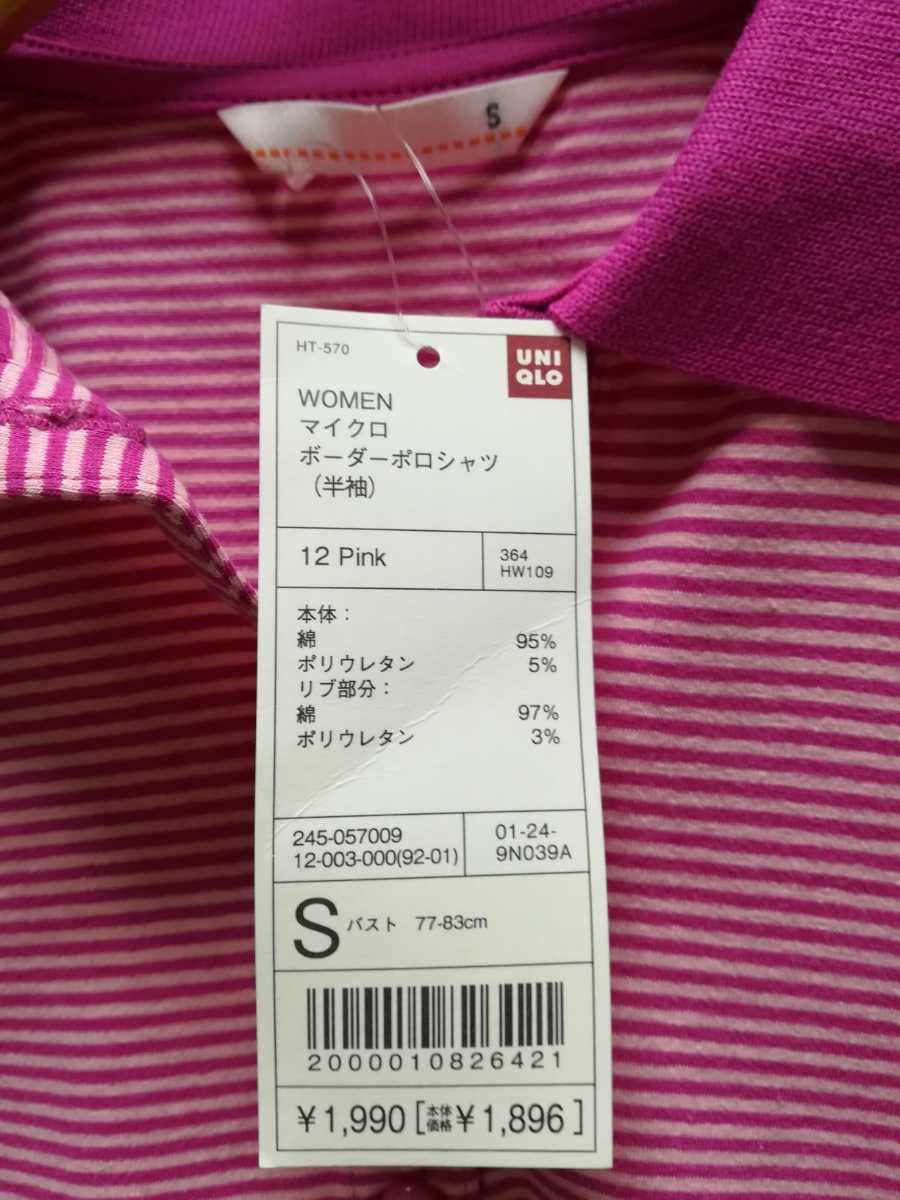 S
HT-570
UNI
QLO
WOMEN
マイクロ
ボーダーポロシャツ
（半袖）
12 Pink
364
HW109
本体：
綿 95%
ポリウレタン 5%
リブ部分：
綿 97%
ポリウレタン 3%
245-057009
12-003-000(92-01)
01-24-
9N039A
S バスト 77-83cm
2000010826421
¥1,990[本体価格¥1,896]